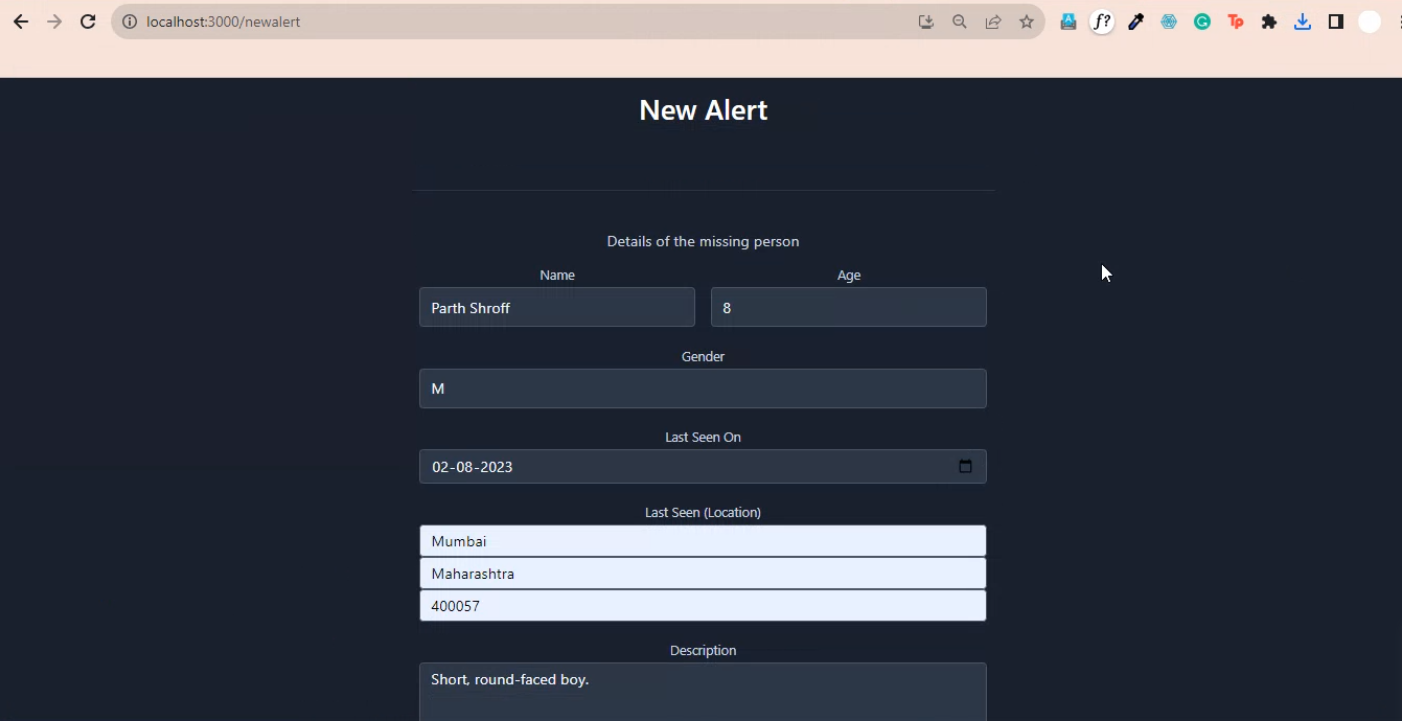 localhost:3000/newalert
f?
Tp
New Alert
Details of the missing person
Name
Age
Parth Shroff
8
Gender
M
Last Seen On
02-08-2023
Last Seen (Location)
Mumbai
Maharashtra
400057
Description
Short, round-faced boy.